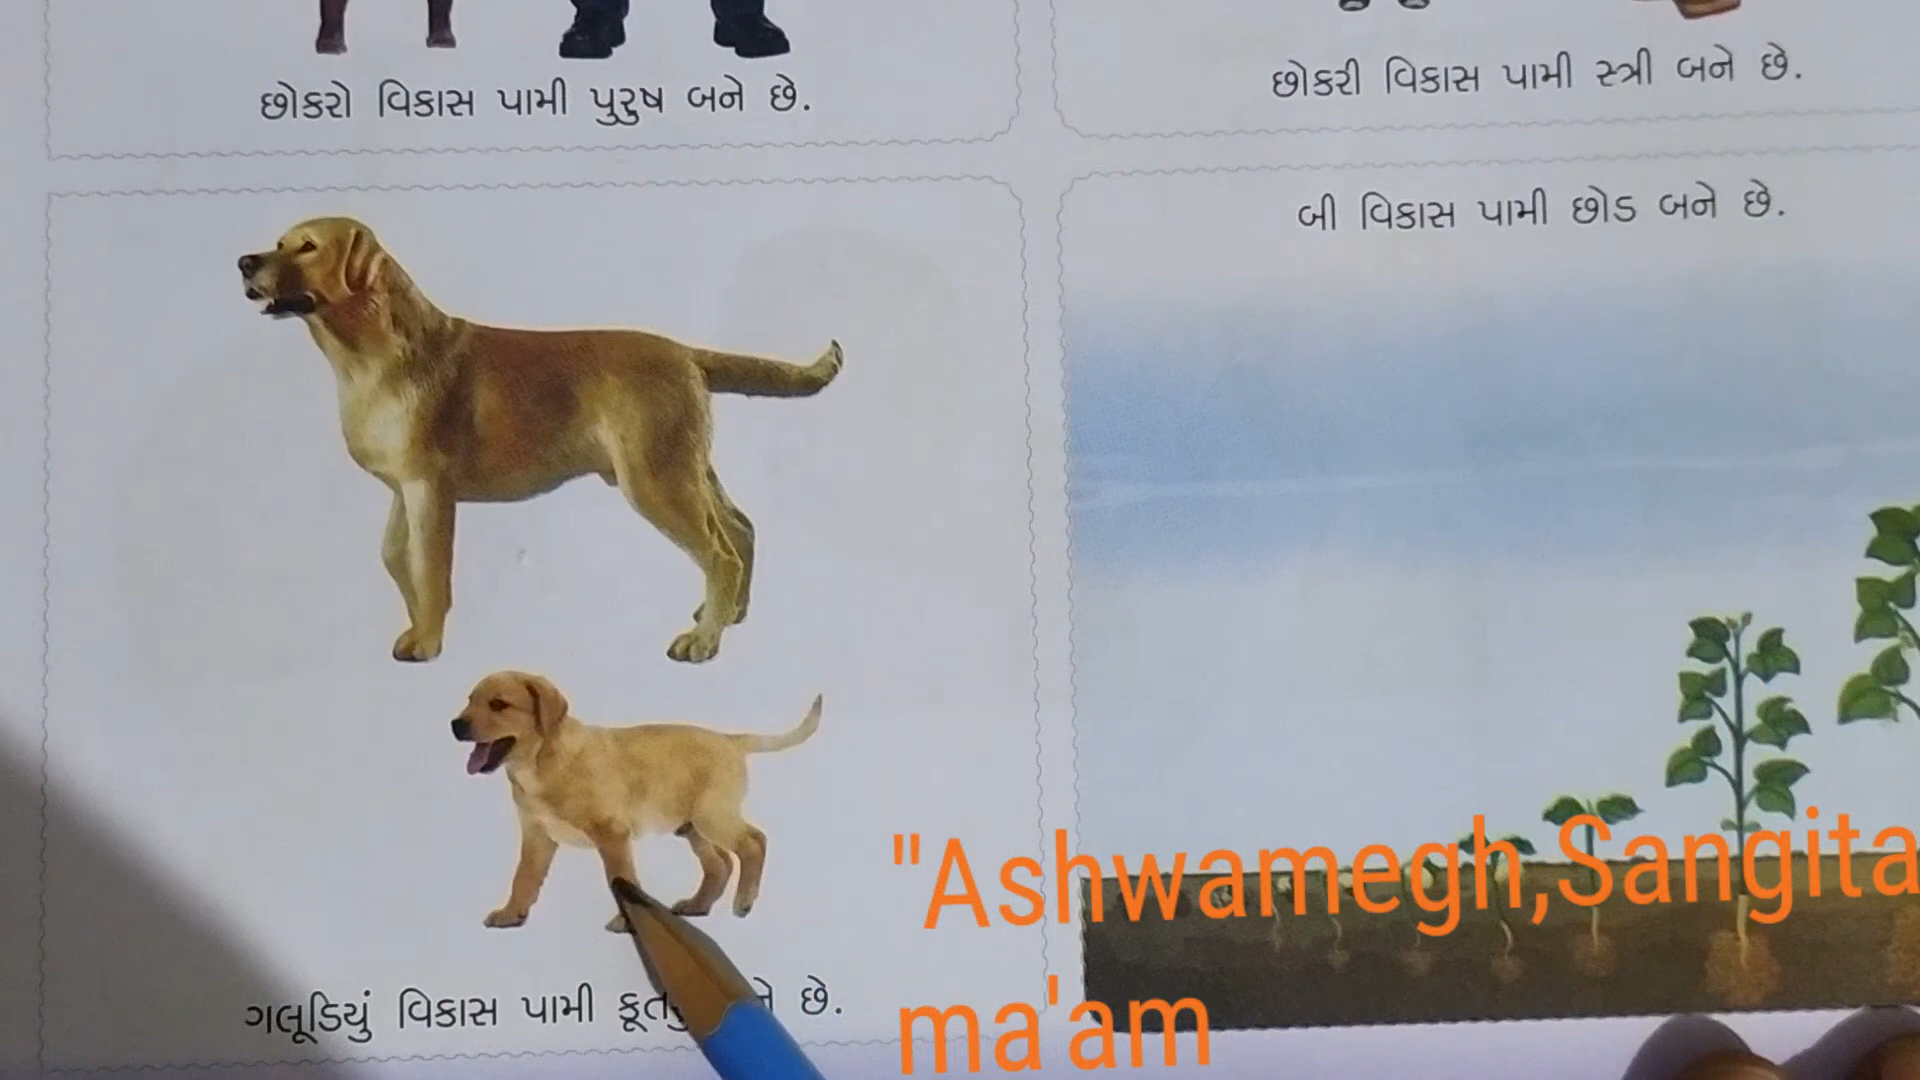 છોકરો વિકાસ પામી પુરુષ બને છે.
છોકરી વિકાસ પામી સ્ત્રી બને છે.
બી વિકાસ પામી છોડ બને છે.
ગલૂડિયું વિકાસ પામી છે.
"Ashwamegh,Sangita
ma'am